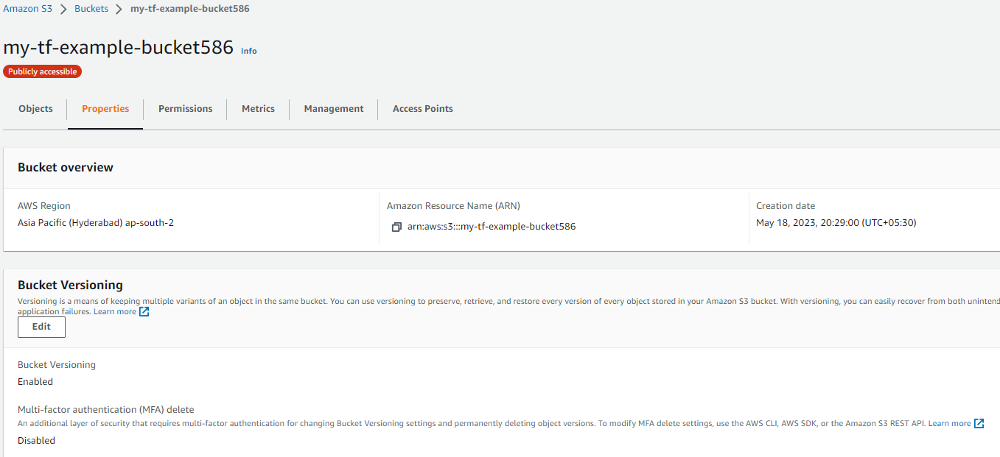 Amazon S3 > Buckets > my-tf-example-bucket586
my-tf-example-bucket586 Info
Publicly accessible
Objects Properties Permissions Metrics Management Access Points
Bucket overview
AWS Region
Asia Pacific (Hyderabad) ap-south-2
Amazon Resource Name (ARN)
arn:aws:s3:::my-tf-example-bucket586
Creation date
May 18, 2023, 20:29:00 (UTC+05:30)
Bucket Versioning
Versioning is a means of keeping multiple variants of an object in the same bucket. You can use versioning to preserve, retrieve, and restore every version of every object stored in your Amazon S3 bucket. With versioning, you can easily recover from both unintend
application failures. Learn more
Edit
Bucket Versioning
Enabled
Multi-factor authentication (MFA) delete
An additional layer of security that requires multi-factor authentication for changing Bucket Versioning settings and permanently deleting object versions. To modify MFA delete settings, use the AWS CLI, AWS SDK, or the Amazon S3 REST API. Learn more
Disabled